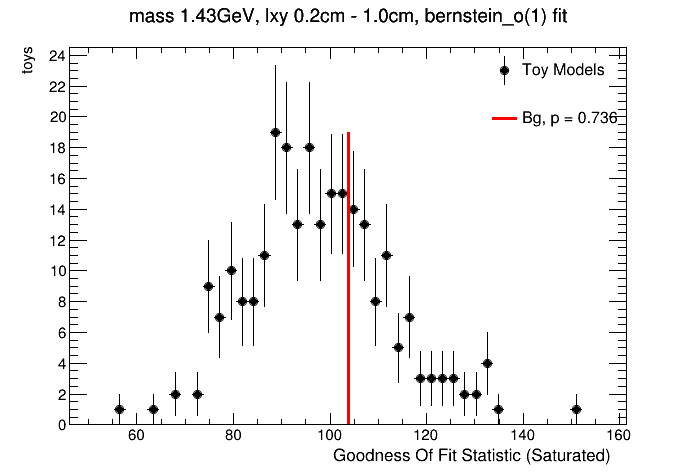 mass 1.43GeV, lxy 0.2cm - 1.0cm, bernstein_o(1) fit
toys
24
22
20
18
16
14
12
10
8
6
4
2
0
Toy Models
Bg, p = 0.736
60 80 100 120 140 160
Goodness Of Fit Statistic (Saturated)